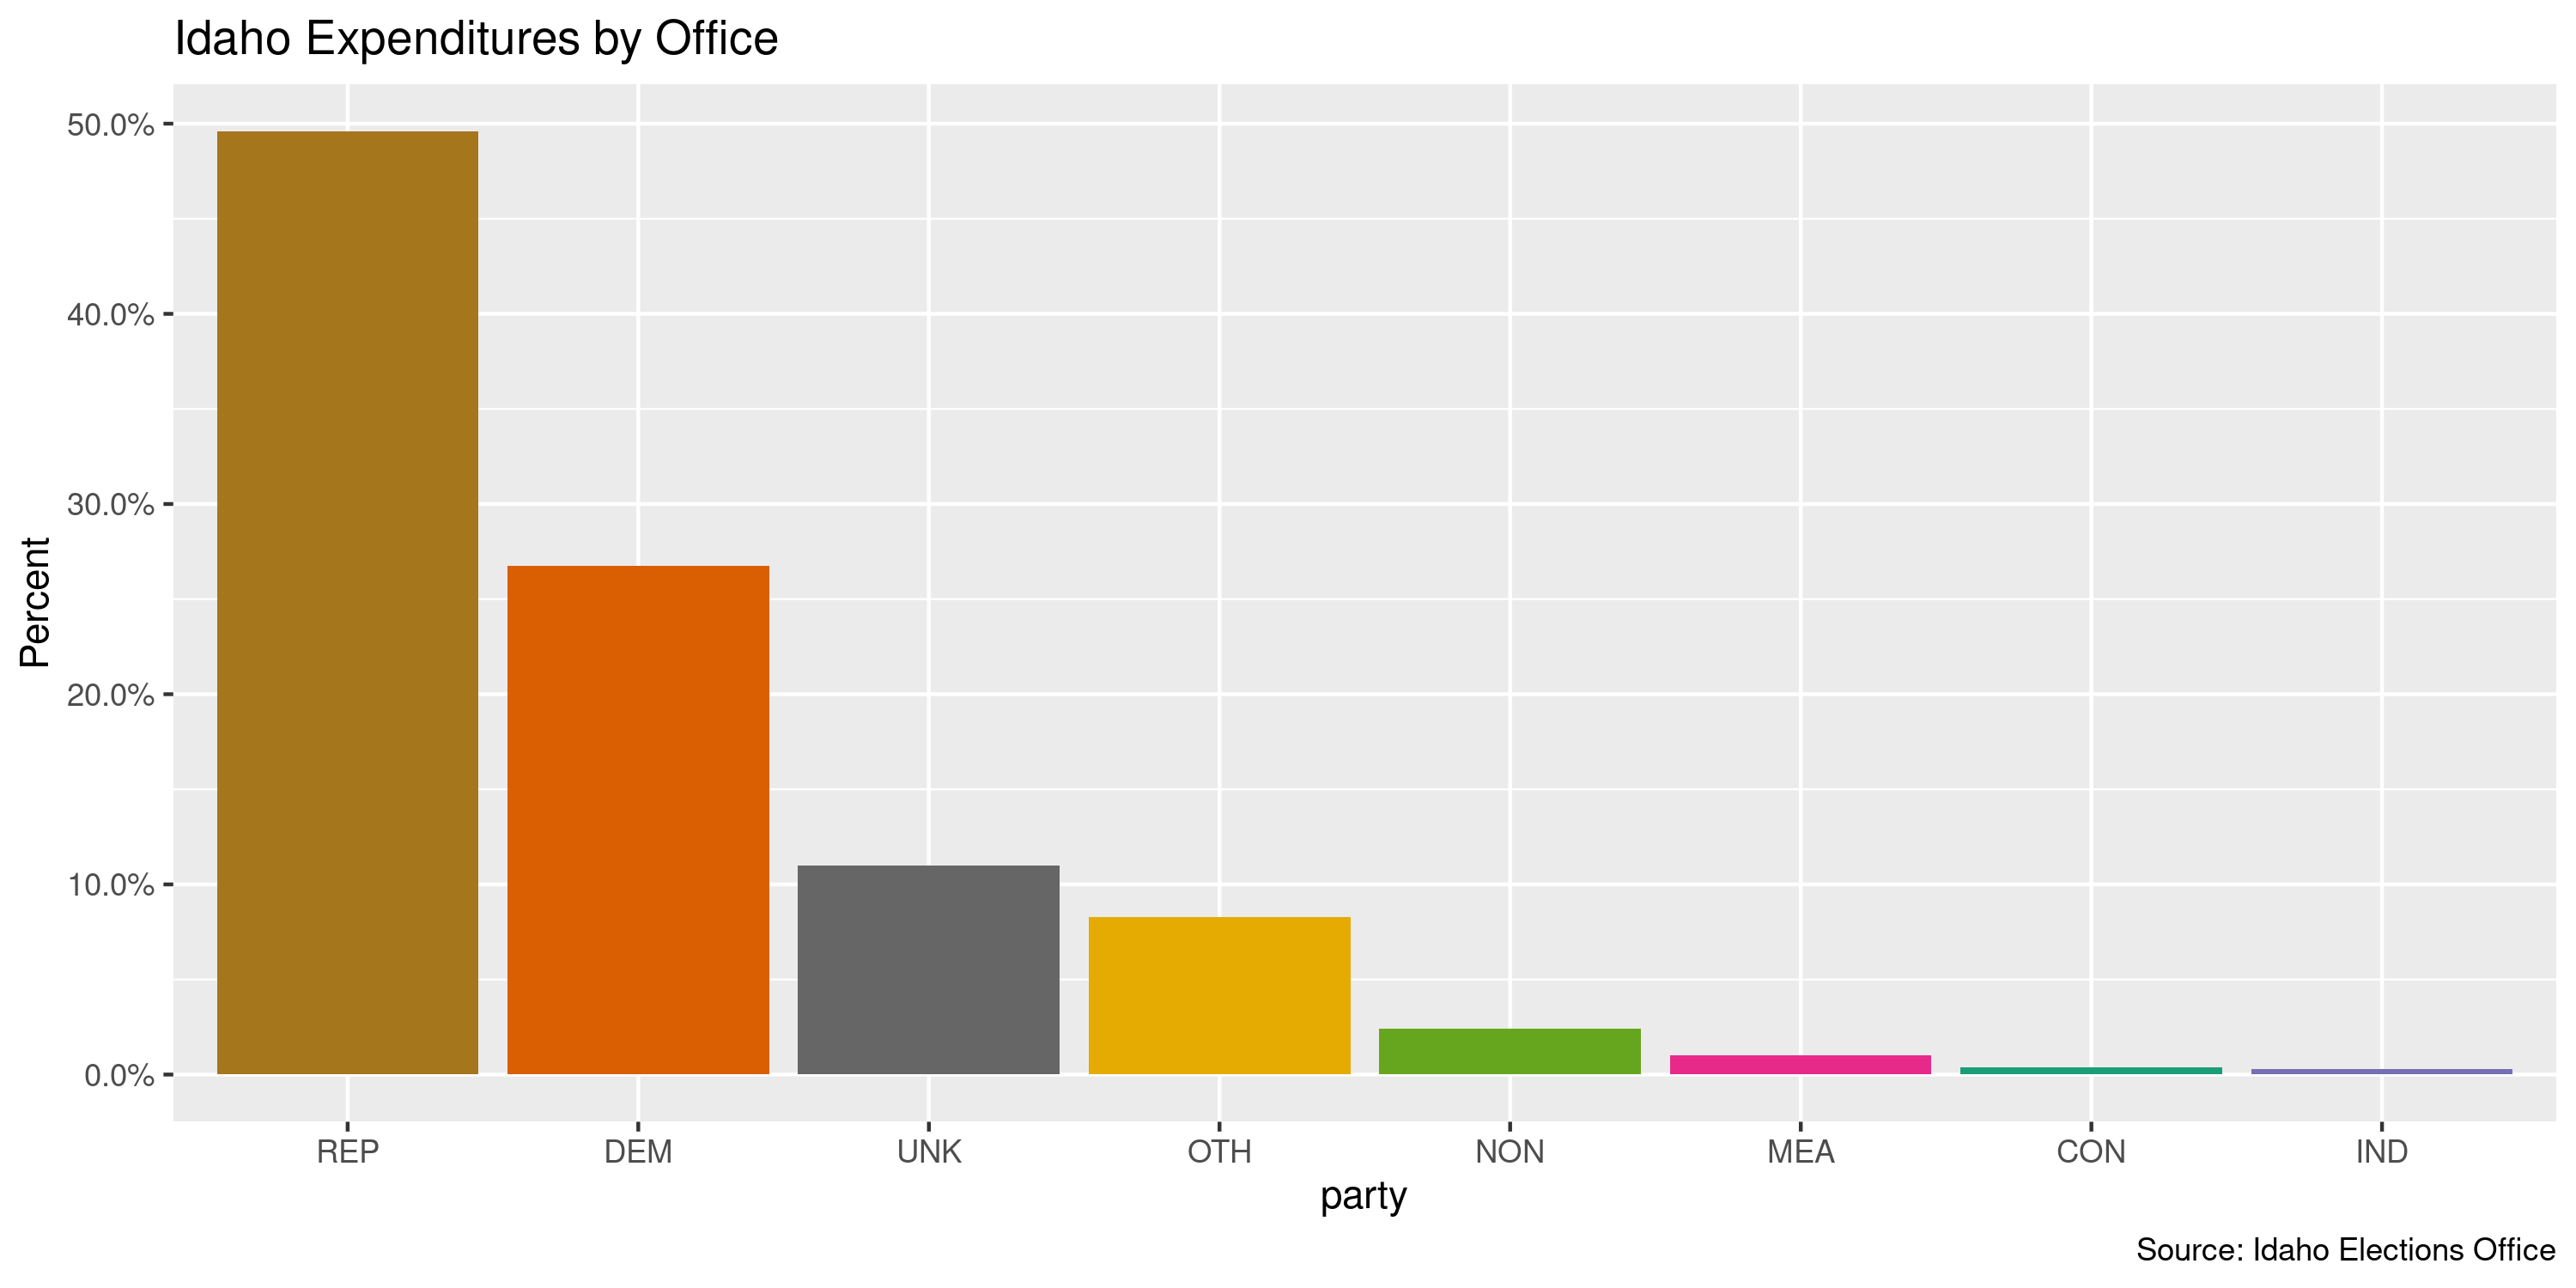 Idaho Expenditures by Office
Percent
50.0%
40.0%
30.0%
20.0%
10.0%
0.0%
REP DEM UNK OTH NON MEA CON IND
party
Source: Idaho Elections Office